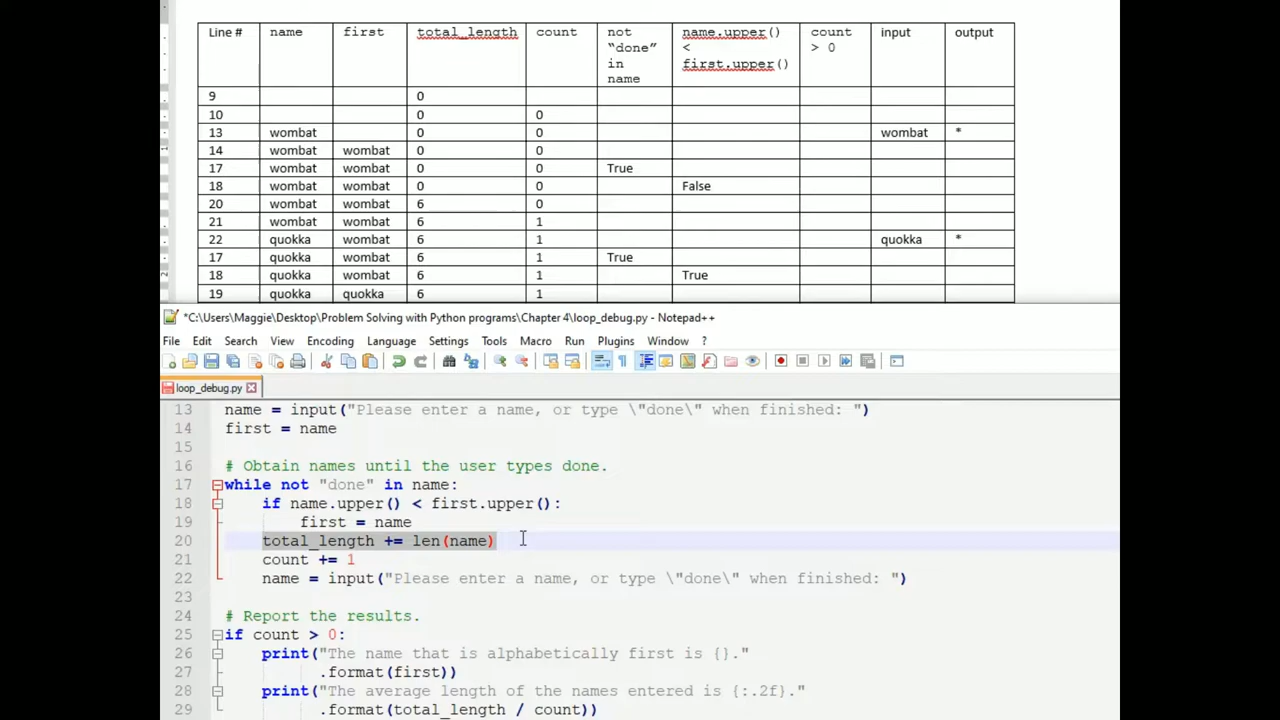 Line # name first total_length count not "done" in name name.upper() < first.upper() count > 0 input output
9 0
10 0 0
13 wombat 0 0 wombat *
14 wombat wombat 0 0
17 wombat wombat 0 0 True
18 wombat wombat 0 0 False
20 wombat wombat 6 0
21 wombat wombat 6 1
22 quokka wombat 6 1 quokka *
17 quokka wombat 6 1 True
18 quokka wombat 6 1 True
19 quokka quokka 6 1
*C:\Users\Maggie\Desktop\Problem Solving with Python programs\Chapter 4\loop_debug.py - Notepad++
File Edit Search View Encoding Language Settings Tools Macro Run Plugins Window ?
loop_debug.py
13 name = input("Please enter a name, or type \"done\" when finished: ")
14 first = name
15
16 # Obtain names until the user types done.
17 while not "done" in name:
18 if name.upper() < first.upper():
19 first = name
20 total_length += len(name)
21 count += 1
22 name = input("Please enter a name, or type \"done\" when finished: ")
23
24 # Report the results.
25 if count > 0:
26 print("The name that is alphabetically first is {}."
27 .format(first))
28 print("The average length of the names entered is {:.2f}."
29 .format(total_length / count))